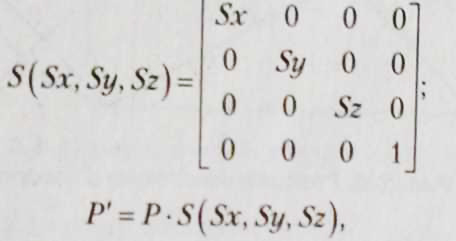 Sx 0 0 0
0 Sy 0 0
S(Sx, Sy, Sz) =
0 0 Sz 0
;
0 0 0 1
P' = P · S(Sx, Sy, Sz),